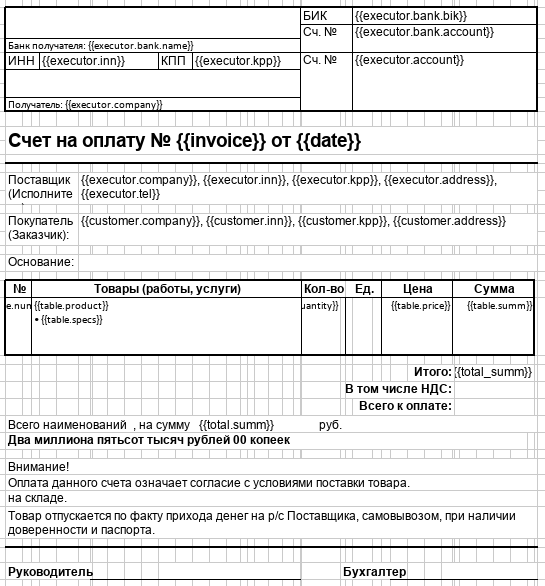 БИК {{executor.bank.bik}}
Сч. № {{executor.bank.account}}
Банк получателя: {{executor.bank.name}}
ИНН {{executor.inn}} КПП {{executor.kpp}} Сч. № {{executor.account}}
Получатель: {{executor.company}}
Счет на оплату № {{invoice}} от {{date}}
Поставщик {{executor.company}}, {{executor.inn}}, {{executor.kpp}}, {{executor.address}},
(Исполните {{executor.tel}}
Покупатель {{customer.company}}, {{customer.inn}}, {{customer.kpp}}, {{customer.address}}
(Заказчик):
Основание:
№ Товары (работы, услуги) Кол-во Ед. Цена Сумма
e.num {{table.product}} uantity}} {{table.price}} {{table.summ}}
• {{table.specs}}
Итого: {{total_summ}}
В том числе НДС:
Всего к оплате:
Всего наименований , на сумму {{total.summ}} руб.
Два миллиона пятьсот тысяч рублей 00 копеек
Внимание!
Оплата данного счета означает согласие с условиями поставки товара.
на складе.
Товар отпускается по факту прихода денег на р/с Поставщика, самовывозом, при наличии
доверенности и паспорта.
Руководитель Бухгалтер